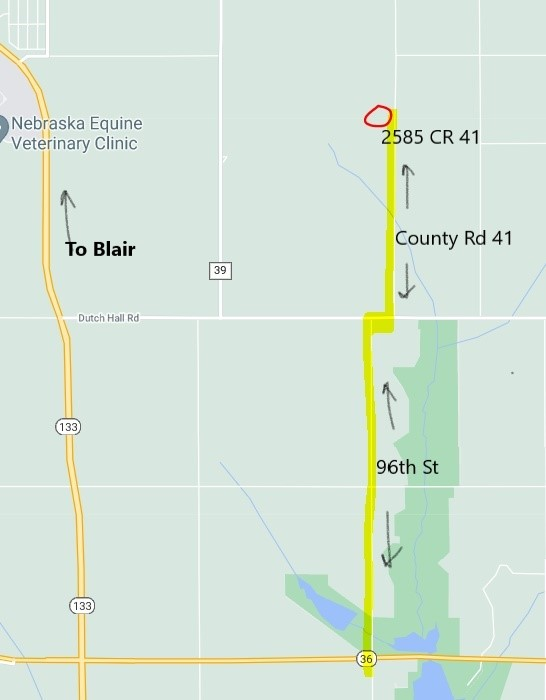 Nebraska Equine
Veterinary Clinic
2585 CR 41
To Blair
County Rd 41
39
Dutch Hall Rd
133
96th St
133
36